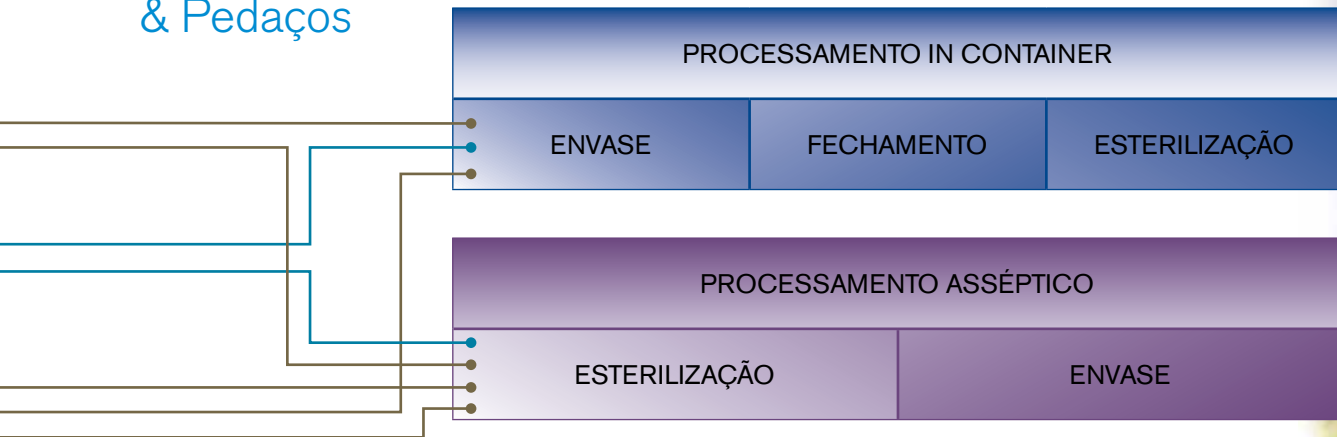 & Pedaços
PROCESSAMENTO IN CONTAINER
ENVASE FECHAMENTO ESTERILIZAÇÃO
PROCESSAMENTO ASSÉPTICO
ESTERILIZAÇÃO ENVASE